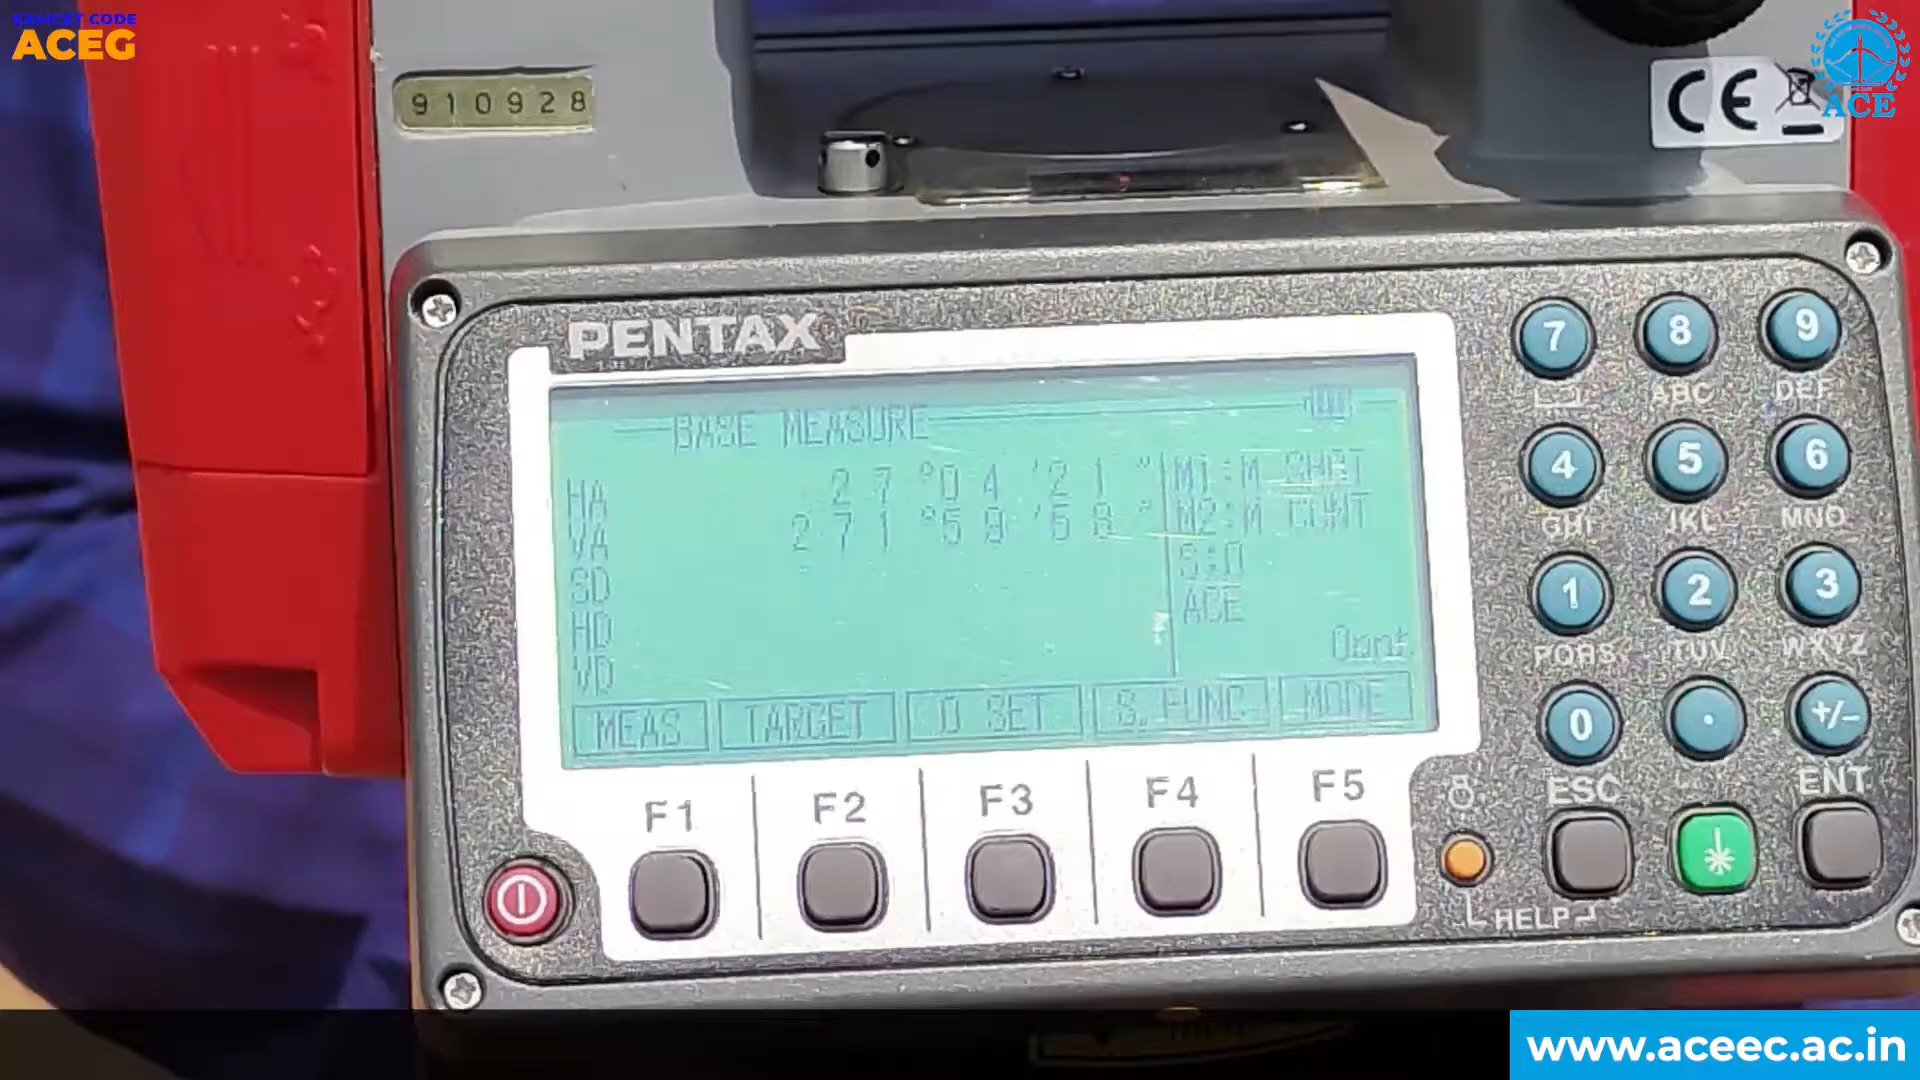 EAMCET CODE
ACEG
910928
CE
ACE
PENTAX
BASE MEASURE
HA 27°04'21" M1:M SHOT
VA 271°59'58" M2:M CONT
SD S:0
HD ACE
VD 0ppm
MEAS TARGET D SET S.FUNC MODE
F1 F2 F3 F4 F5
7 8 9
ABC DEF
4 5 6
GHI JKL MNO
1 2 3
PQRS TUV WXYZ
0 . +/-
ESC ENT
HELP
www.aceec.ac.in